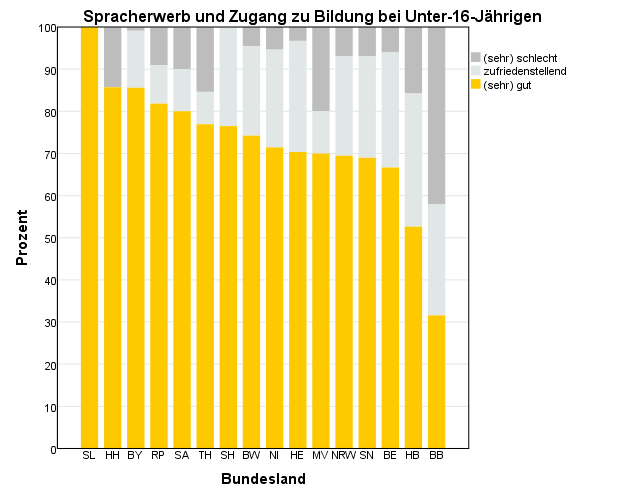 Spracherwerb und Zugang zu Bildung bei Unter-16-Jährigen
100
90
80
70
60
50
40
30
20
10
0
Prozent
SL HH BY RP SA TH SH BW NI HE MV NRW SN BE HB BB
Bundesland
(sehr) schlecht
zufriedenstellend
(sehr) gut